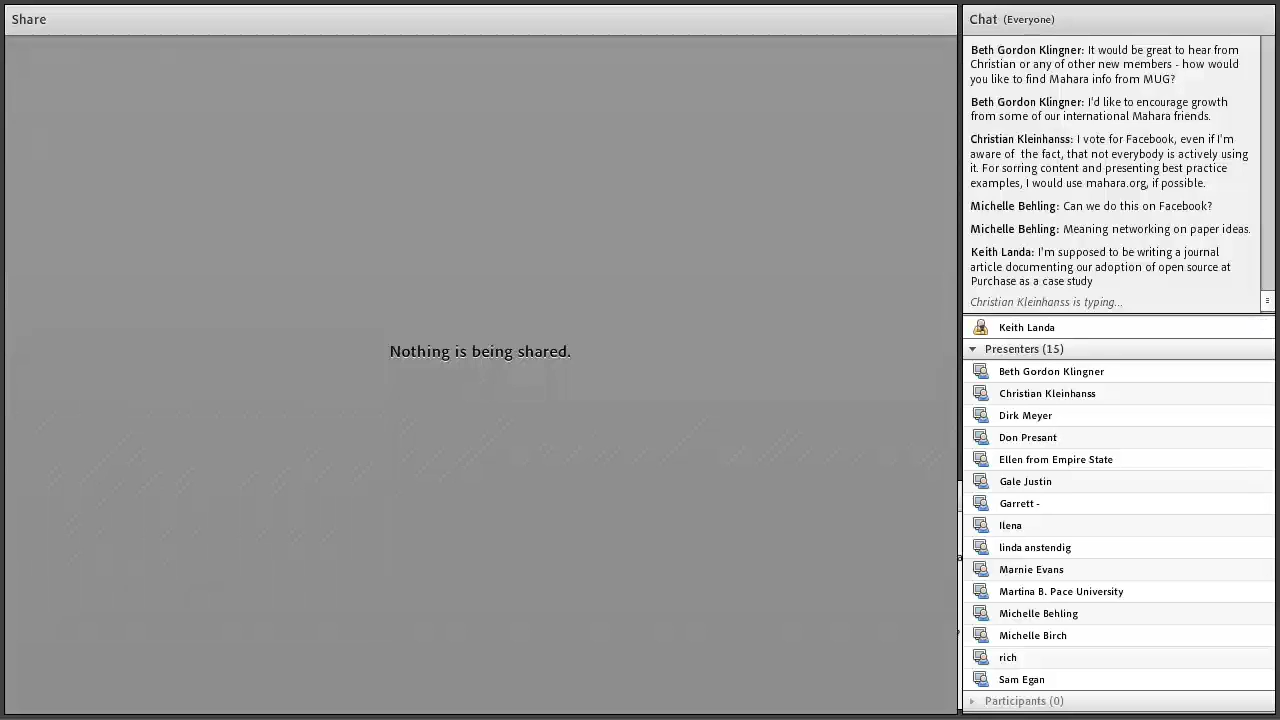 Share
Nothing is being shared.
Chat (Everyone)
Beth Gordon Klingner: It would be great to hear from
Christian or any of other new members - how would
you like to find Mahara info from MUG?
Beth Gordon Klingner: I'd like to encourage growth
from some of our international Mahara friends.
Christian Kleinhanss: I vote for Facebook, even if I'm
aware of the fact, that not everybody is actively using
it. For sorring content and presenting best practice
examples, I would use mahara.org, if possible.
Michelle Behling: Can we do this on Facebook?
Michelle Behling: Meaning networking on paper ideas.
Keith Landa: I'm supposed to be writing a journal
article documenting our adoption of open source at
Purchase as a case study
Christian Kleinhanss is typing...
Keith Landa
Presenters (15)
Beth Gordon Klingner
Christian Kleinhanss
Dirk Meyer
Don Presant
Ellen from Empire State
Gale Justin
Garrett -
Ilena
linda anstendig
Marnie Evans
Martina B. Pace University
Michelle Behling
Michelle Birch
rich
Sam Egan
Participants (0)